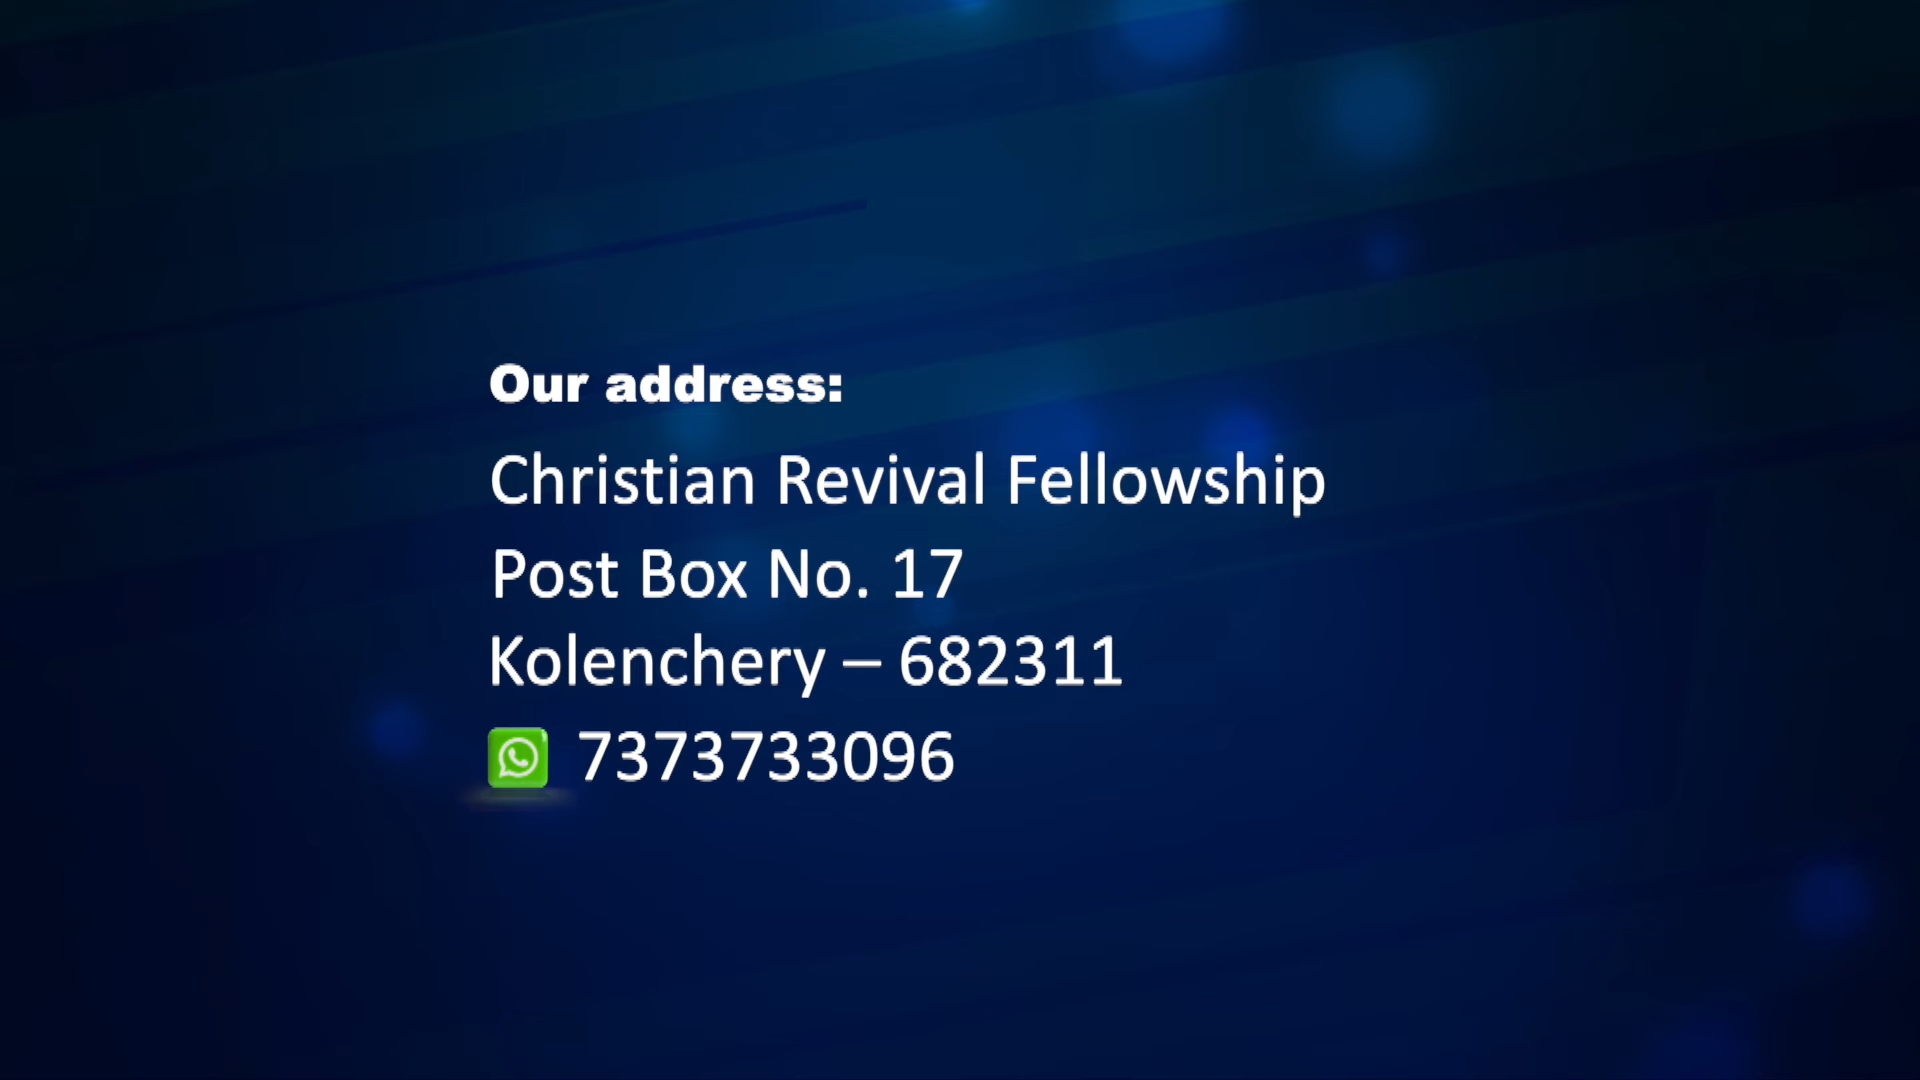 Our address:
Christian Revival Fellowship
Post Box No. 17
Kolenchery – 682311
7373733096